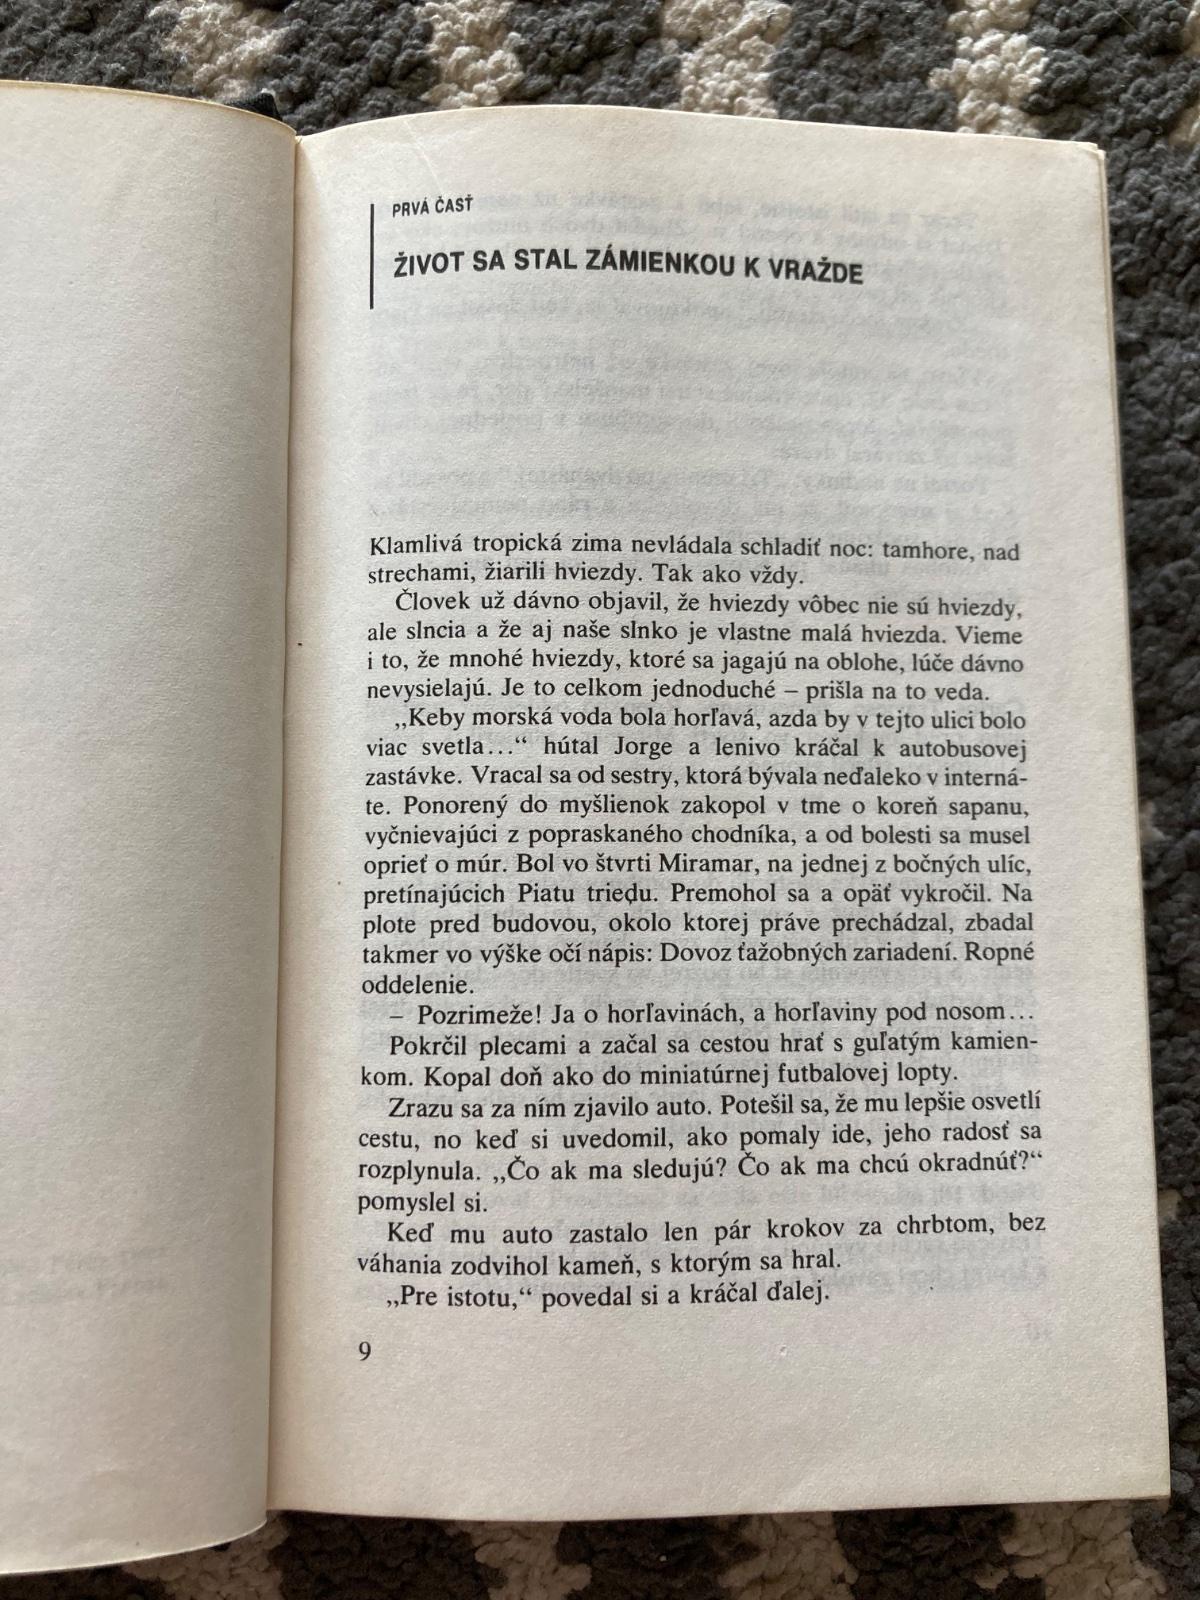 PRVÁ ČASŤ
ŽIVOT SA STAL ZÁMIENKOU K VRAŽDE
Klamlivá tropická zima nevládala schladiť noc: tamhore, nad
strechami, žiarili hviezdy. Tak ako vždy.
Človek už dávno objavil, že hviezdy vôbec nie sú hviezdy,
ale slncia a že aj naše slnko je vlastne malá hviezda. Vieme
i to, že mnohé hviezdy, ktoré sa jagajú na oblohe, lúče dávno
nevysielajú. Je to celkom jednoduché – prišla na to veda.
„Keby morská voda bola horľavá, azda by v tejto ulici bolo
viac svetla...“ hútal Jorge a lenivo kráčal k autobusovej
zastávke. Vracal sa od sestry, ktorá bývala neďaleko v interná-
te. Ponorený do myšlienok zakopol v tme o koreň sapanu,
vyčnievajúci z popraskaného chodníka, a od bolesti sa musel
oprieť o múr. Bol vo štvrti Miramar, na jednej z bočných ulíc,
pretínajúcich Piatu triedu. Premohol sa a opäť vykročil. Na
plote pred budovou, okolo ktorej práve prechádzal, zbadal
takmer vo výške očí nápis: Dovoz ťažobných zariadení. Ropné
oddelenie.
– Pozrimeže! Ja o horľavinách, a horľaviny pod nosom...
Pokrčil plecami a začal sa cestou hrať s guľatým kamien-
kom. Kopal doň ako do miniatúrnej futbalovej lopty.
Zrazu sa za ním zjavilo auto. Potešil sa, že mu lepšie osvetlí
cestu, no keď si uvedomil, ako pomaly ide, jeho radosť sa
rozplynula. „Čo ak ma sledujú? Čo ak ma chcú okradnúť?“
pomyslel si.
Keď mu auto zastalo len pár krokov za chrbtom, bez
váhania zodvihol kameň, s ktorým sa hral.
„Pre istotu,“ povedal si a kráčal ďalej.
9